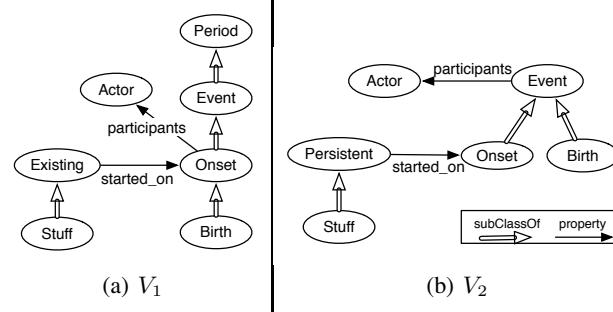 Period
Actor
Event
participants
Existing
started_on
Onset
Stuff
Birth
(a) V1
participants
Actor
Event
Persistent
started_on
Onset
Birth
Stuff
subClassOf
property
(b) V2